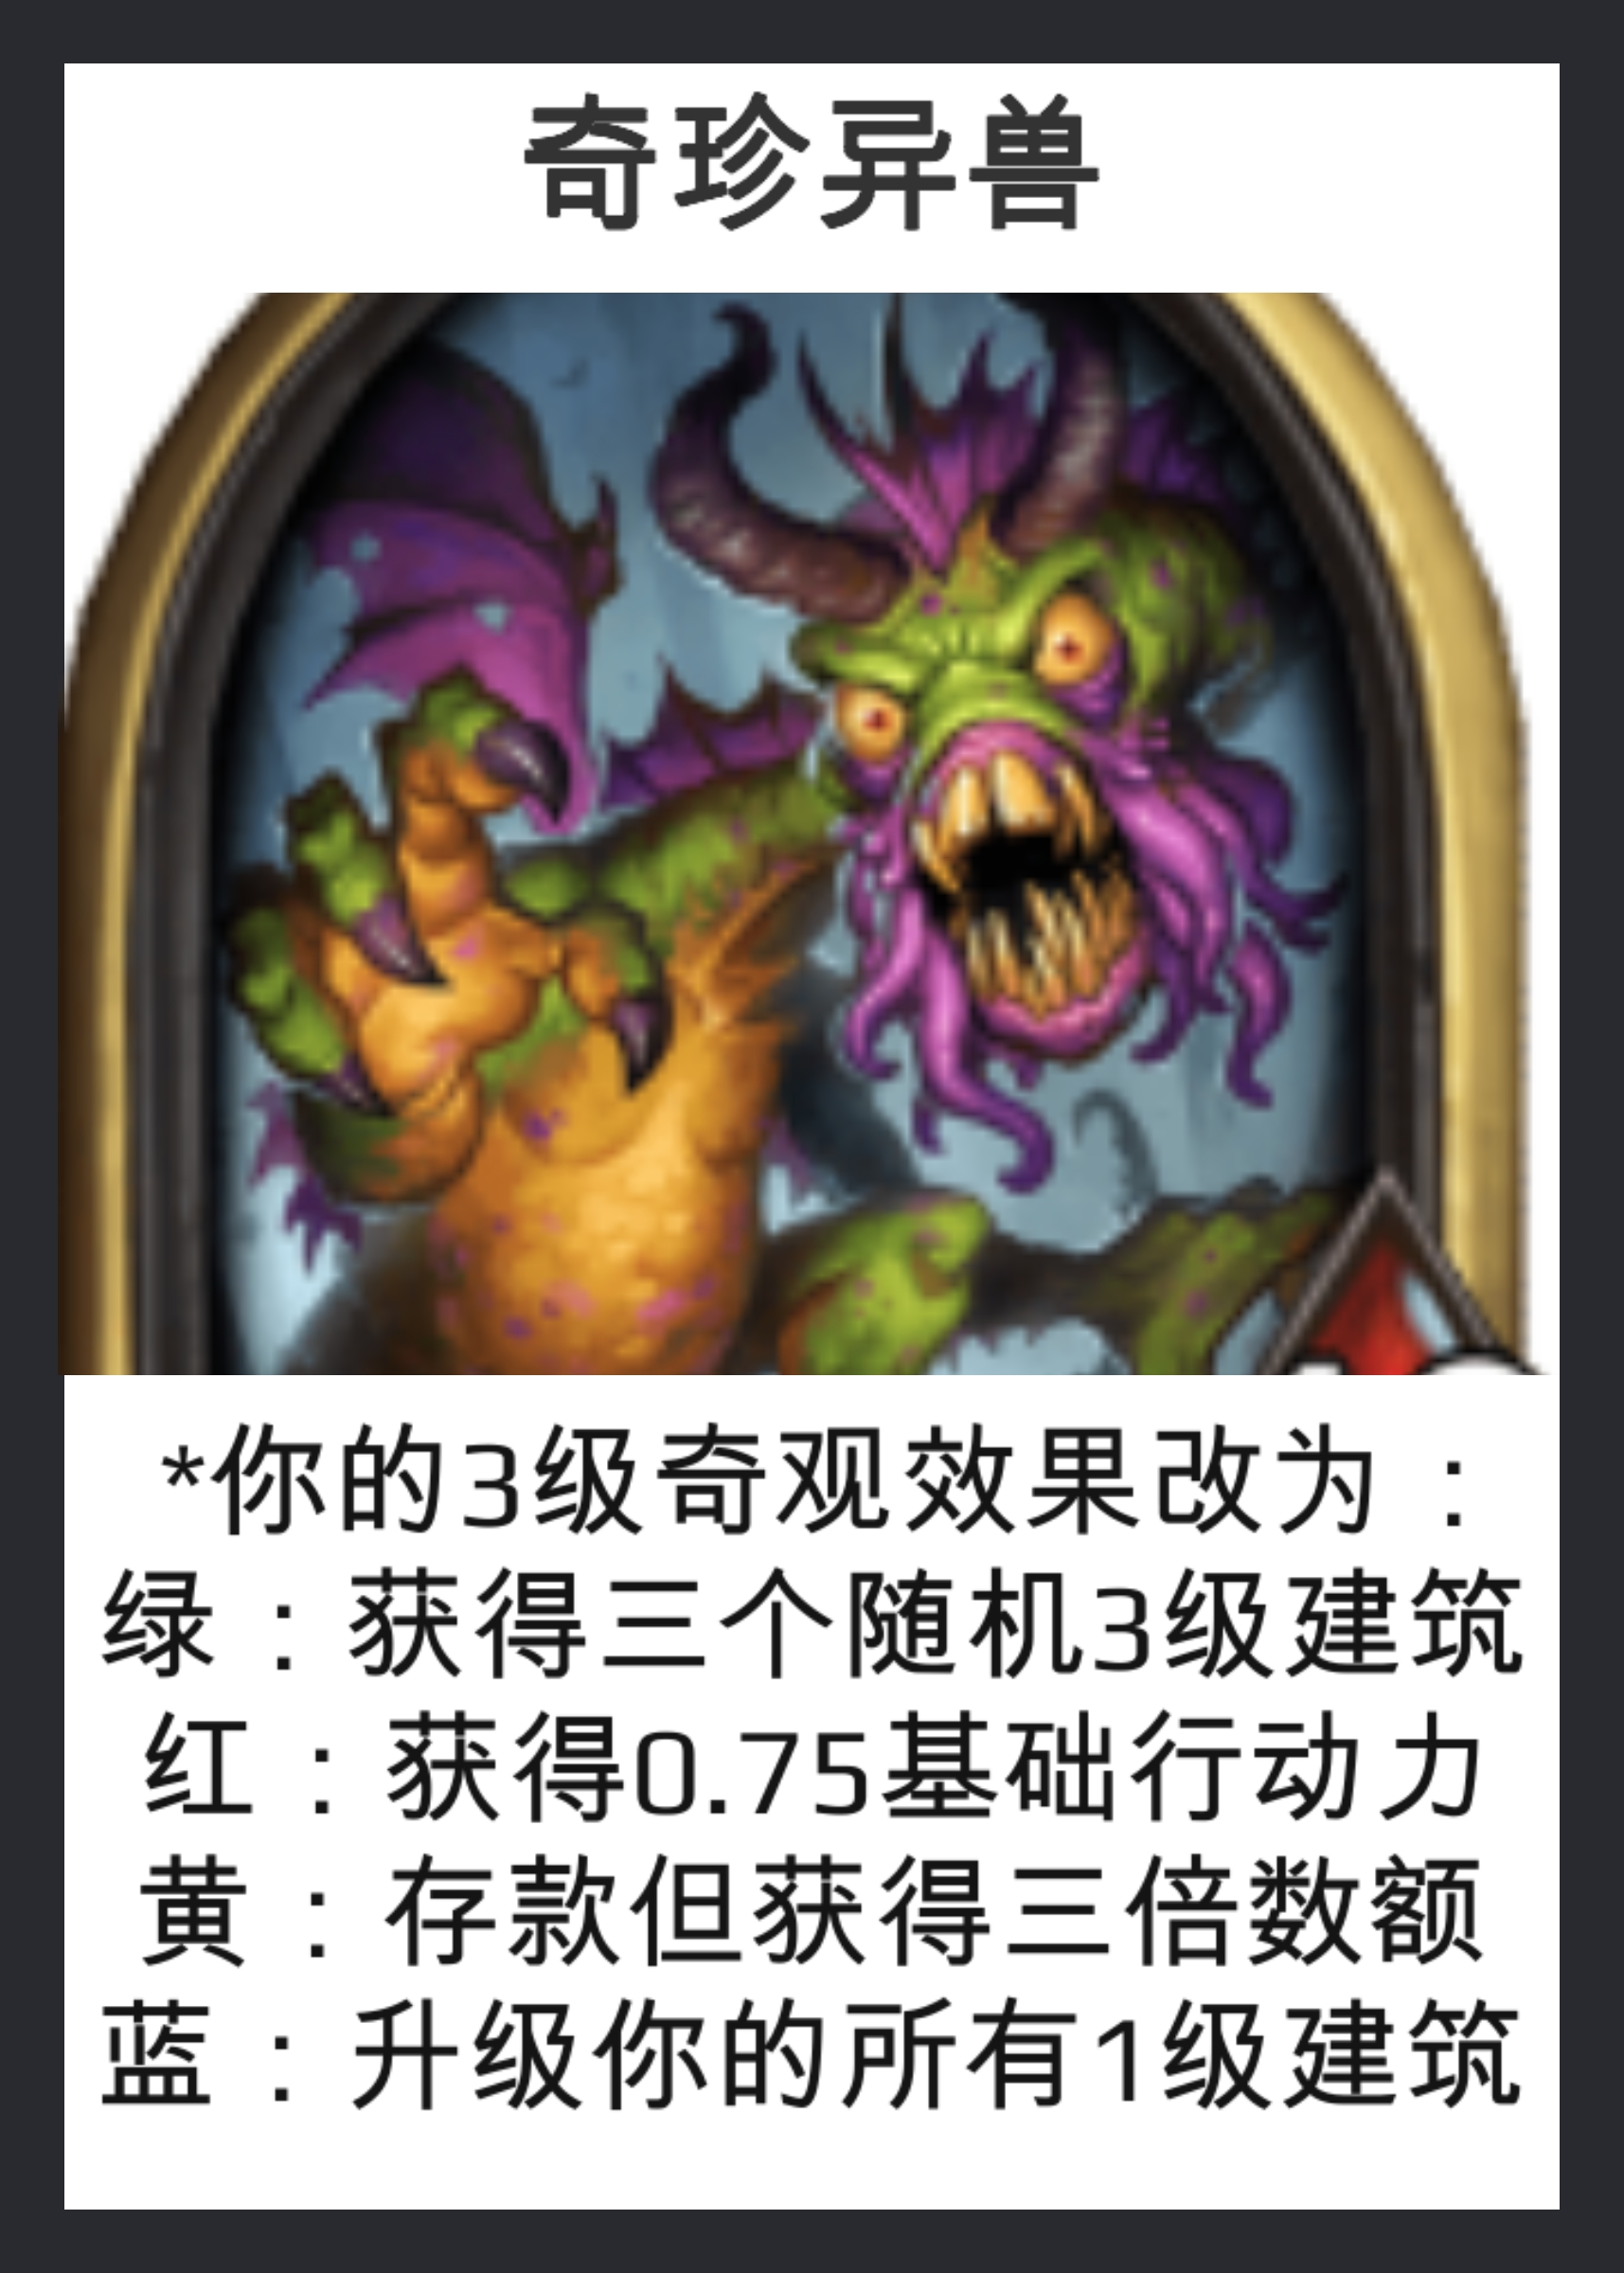 奇珍异兽
*你的3级奇观效果改为：
绿：获得三个随机3级建筑
红：获得0.75基础行动力
黄：存款但获得三倍数额
蓝：升级你的所有1级建筑